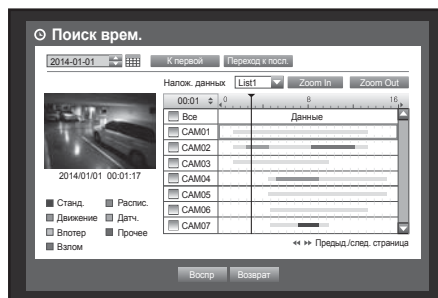 Поиск врем.
2014-01-01 К первой Переход к посл.
Налож. данных List1 Zoom In Zoom Out
00:01 0 8 16
Все Данные
CAM01
CAM02
CAM03
CAM04
CAM05
CAM06
CAM07
2014/01/01 00:01:17
Станд. Распис.
Движение Датч.
Впотер Прочее
Взлом
Предыд./след. страница
Воспр Возврат